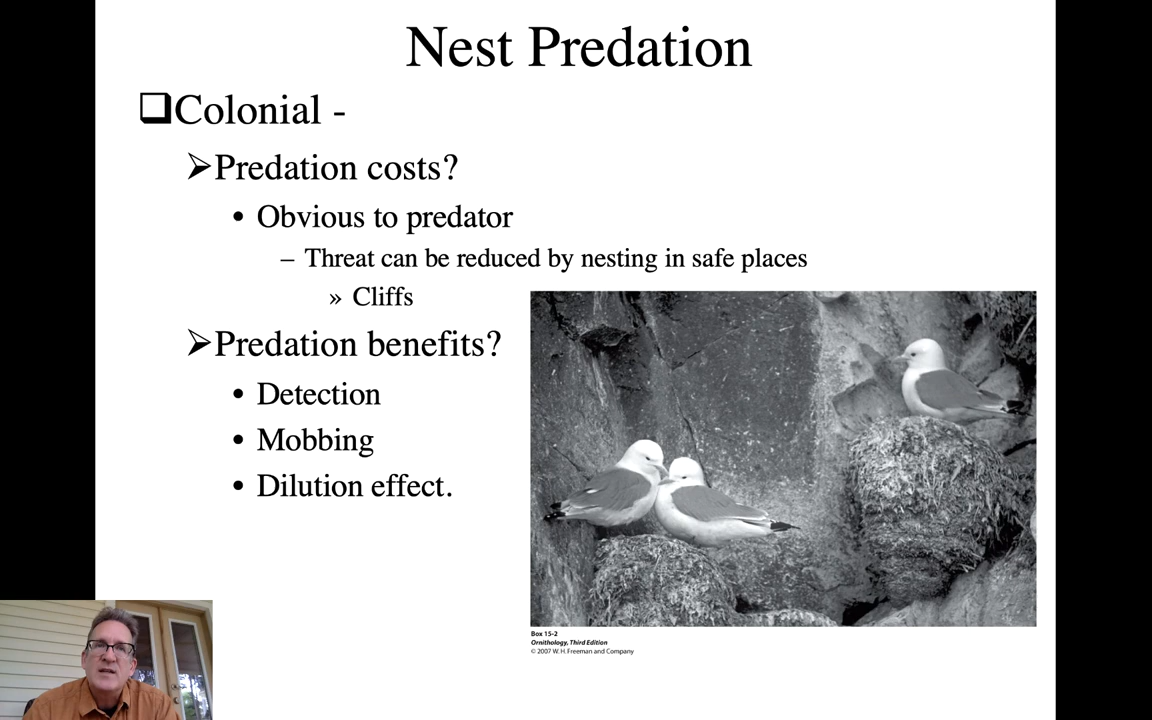 Nest Predation
❑Colonial -
➢Predation costs?
• Obvious to predator
– Threat can be reduced by nesting in safe places
» Cliffs
➢Predation benefits?
• Detection
• Mobbing
• Dilution effect.
Box 15-2
Ornithology, Third Edition
© 2007 W. H. Freeman and Company